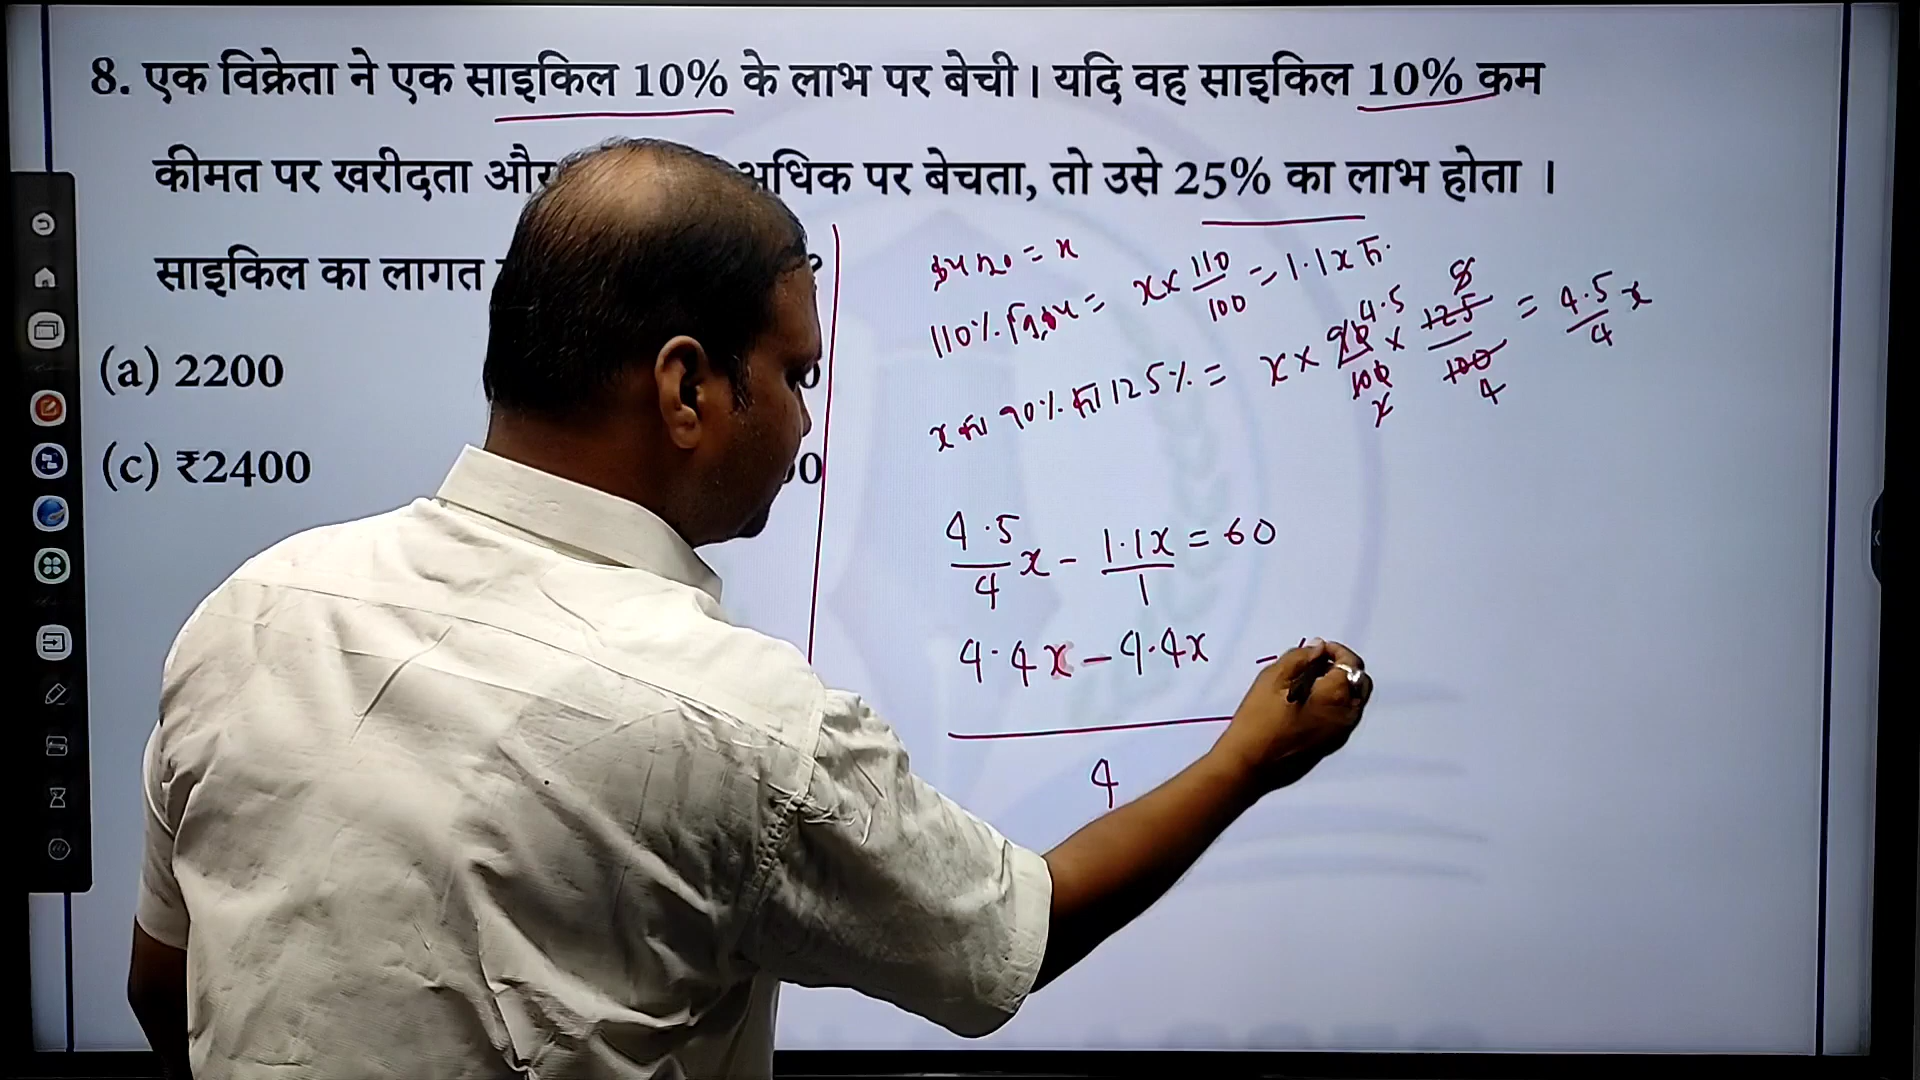 8. एक विक्रेता ने एक साइकिल 10% के लाभ पर बेची। यदि वह साइकिल 10% कम
कीमत पर खरीदता और अधिक पर बेचता, तो उसे 25% का लाभ होता ।
साइकिल का लागत ?
(a) 2200
(c) ₹2400
= x
110% = x × 110/100 = 1.1x
x का 90% का 125% = x × 90/100 × 125/100 = 4.5/4 x
4.5/4 x - 1.1x/1 = 60
4.4x - 4.4x
4